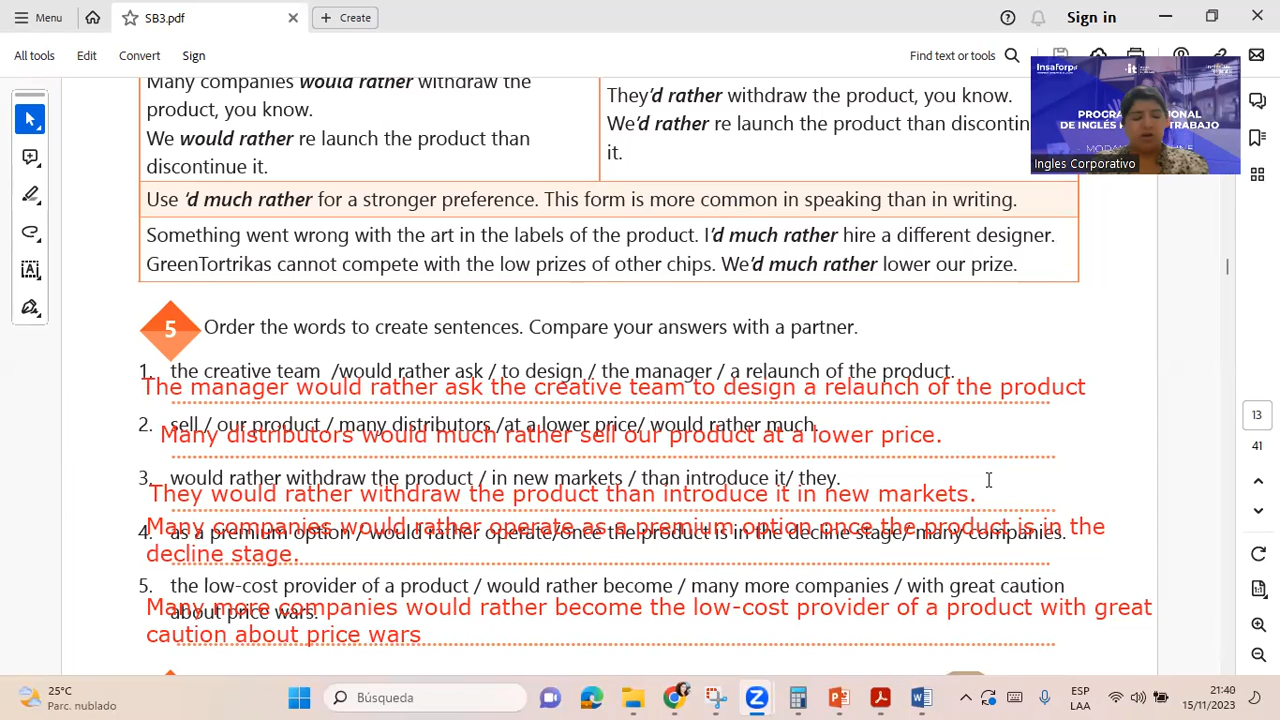 Menu
SB3.pdf
Create
Sign in
All tools
Edit
Convert
Sign
Find text or tools
Many companies would rather withdraw the
product, you know.
We would rather re launch the product than
discontinue it.
They'd rather withdraw the product, you know.
We'd rather re launch the product than discontin
it.
Insaforp
it
PROGR IONAL
DE INGLÉS TRABAJO
Ingles Corporativo
Use 'd much rather for a stronger preference. This form is more common in speaking than in writing.
Something went wrong with the art in the labels of the product. I'd much rather hire a different designer.
GreenTortrikas cannot compete with the low prizes of other chips. We'd much rather lower our prize.
5 Order the words to create sentences. Compare your answers with a partner.
1. the creative team /would rather ask / to design / the manager / a relaunch of the product.
The manager would rather ask the creative team to design a relaunch of the product
2. sell / our product / many distributors /at a lower price/ would rather much.
Many distributors would much rather sell our product at a lower price.
3. would rather withdraw the product / in new markets / than introduce it/ they.
They would rather withdraw the product than introduce it in new markets.
Many companies would rather operate as a premium option once the product is in the
4. as a premium option / would rather operate/once the product is in the decline stage/ many companies.
decline stage.
5. the low-cost provider of a product / would rather become / many more companies / with great caution
Many more companies would rather become the low-cost provider of a product with great
about price wars.
caution about price wars
13
41
25°C
Parc. nublado
Búsqueda
ESP
LAA
21:40
15/11/2023